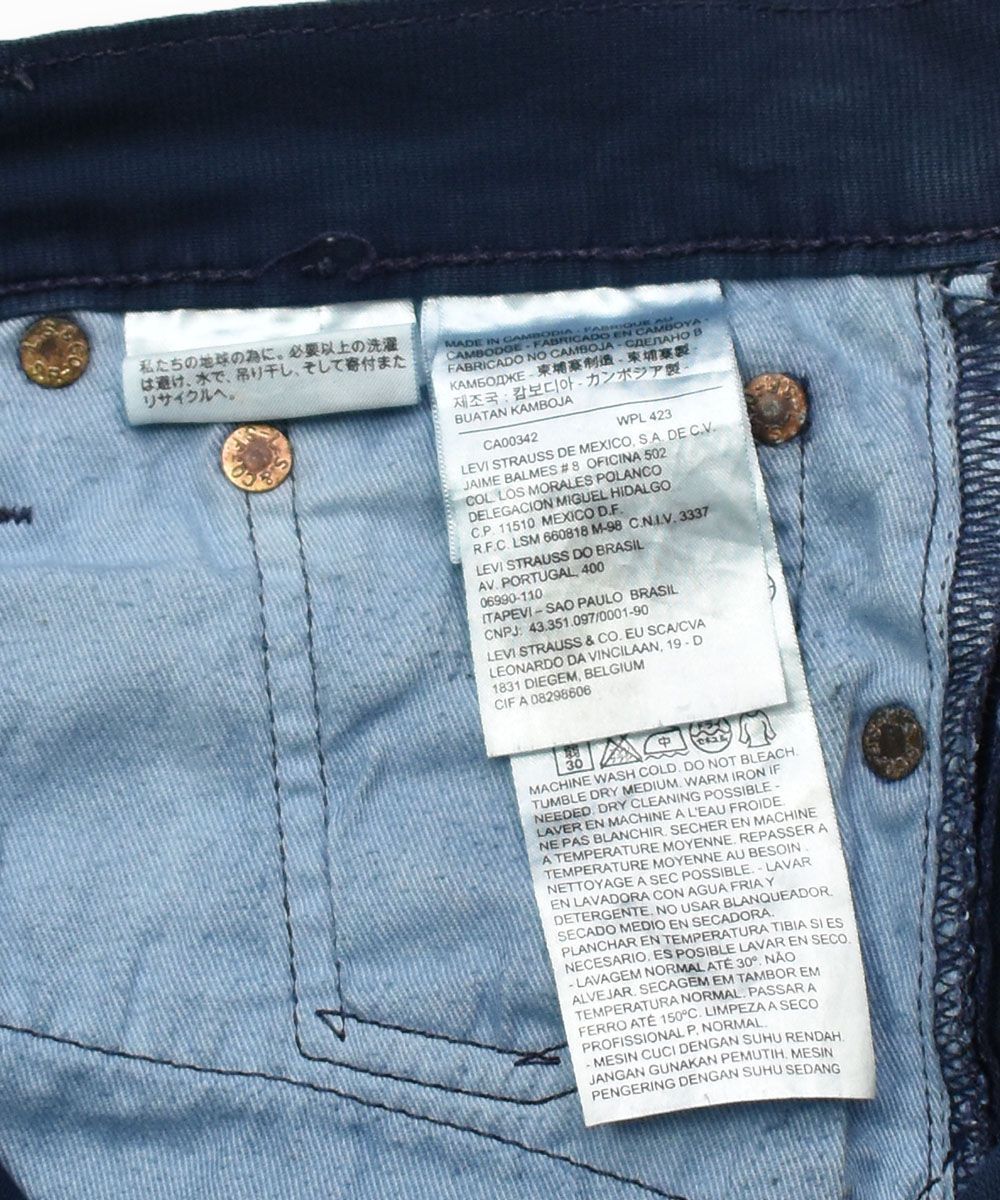 私たちの地球の為に。必要以上の洗濯
は避け、水で、吊り干し、そして寄付また
リサイクルへ。
MADE IN CAMBODIA - FABRIQUE AU
CAMBODGE - FABRICADO EN CAMBOYA -
FABRICADO NO CAMBOJA - СДЕЛАНО В
КАМБОДЖЕ - 柬埔寨制造 - 柬埔寨製
제조국 : 캄보디아 - カンボジア製 -
BUATAN KAMBOJA
CA00342 WPL 423
LEVI STRAUSS DE MEXICO, S.A. DE C.V.
JAIME BALMES # 8 OFICINA 502
COL. LOS MORALES POLANCO
DELEGACION MIGUEL HIDALGO
C.P. 11510 MEXICO D.F.
R.F.C. LSM 660818 M-98 C.N.I.V. 3337
LEVI STRAUSS DO BRASIL
AV. PORTUGAL, 400
06990-110
ITAPEVI – SAO PAULO BRASIL
CNPJ: 43.351.097/0001-90
LEVI STRAUSS & CO. EU SCA/CVA
LEONARDO DA VINCILAAN, 19 - D
1831 DIEGEM, BELGIUM
CIF A 08298606
30 中
MACHINE WASH COLD. DO NOT BLEACH.
TUMBLE DRY MEDIUM. WARM IRON IF
NEEDED. DRY CLEANING POSSIBLE -
LAVER EN MACHINE A L'EAU FROIDE.
NE PAS BLANCHIR. SECHER EN MACHINE
A TEMPERATURE MOYENNE. REPASSER A
TEMPERATURE MOYENNE AU BESOIN.
NETTOYAGE A SEC POSSIBLE. - LAVAR
EN LAVADORA CON AGUA FRIA Y
DETERGENTE. NO USAR BLANQUEADOR.
SECADO MEDIO EN SECADORA.
PLANCHAR EN TEMPERATURA TIBIA SI ES
NECESARIO. ES POSIBLE LAVAR EN SECO.
- LAVAGEM NORMAL ATÉ 30º. NÃO
ALVEJAR. SECAGEM EM TAMBOR EM
TEMPERATURA NORMAL. PASSAR A
FERRO ATÉ 150ºC. LIMPEZA A SECO
PROFISSIONAL P. NORMAL.
- MESIN CUCI DENGAN SUHU RENDAH.
JANGAN GUNAKAN PEMUTIH. MESIN
PENGERING DENGAN SUHU SEDANG